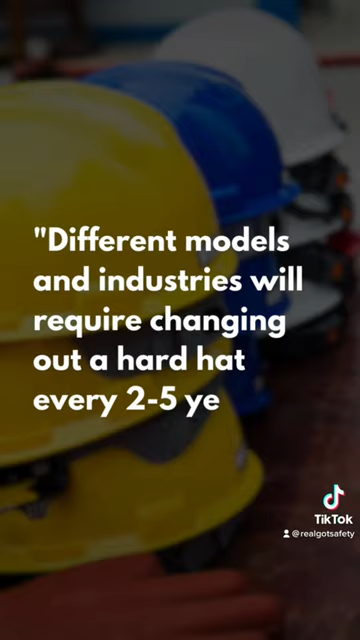 "Different models
and industries will
require changing
out a hard hat
every 2-5 ye
TikTok
@realgotsafety